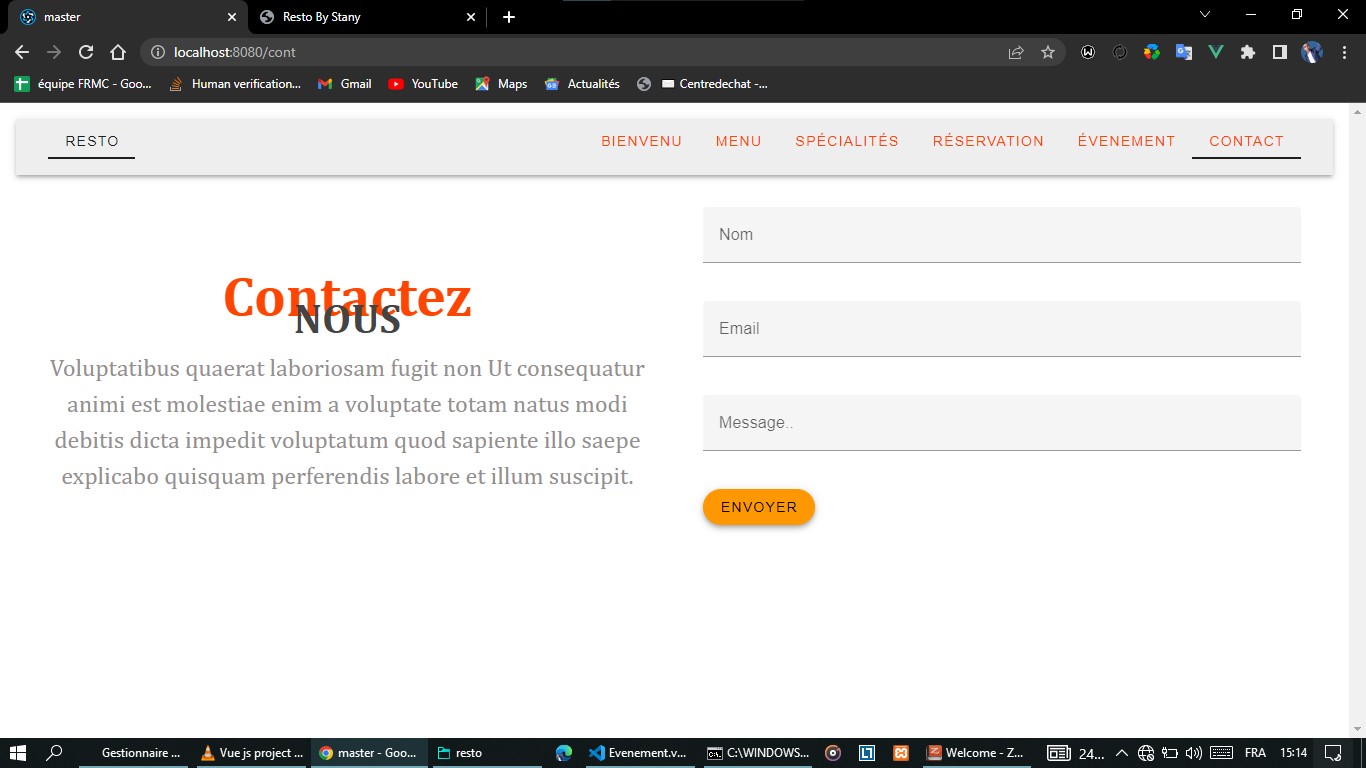 master
Resto By Stany
localhost:8080/cont
équipe FRMC - Goo...
Human verification...
Gmail
YouTube
Maps
Actualités
Centredechat -...
RESTO
BIENVENU
MENU
SPÉCIALITÉS
RÉSERVATION
ÉVENEMENT
CONTACT
Contactez
NOUS
Voluptatibus quaerat laboriosam fugit non Ut consequatur
animi est molestiae enim a voluptate totam natus modi
debitis dicta impedit voluptatum quod sapiente illo saepe
explicabo quisquam perferendis labore et illum suscipit.
Nom
Email
Message..
ENVOYER
Gestionnaire ...
Vue js project ...
master - Goo...
resto
Evenement.v...
C:\WINDOWS...
Welcome - Z...
24...
FRA
15:14